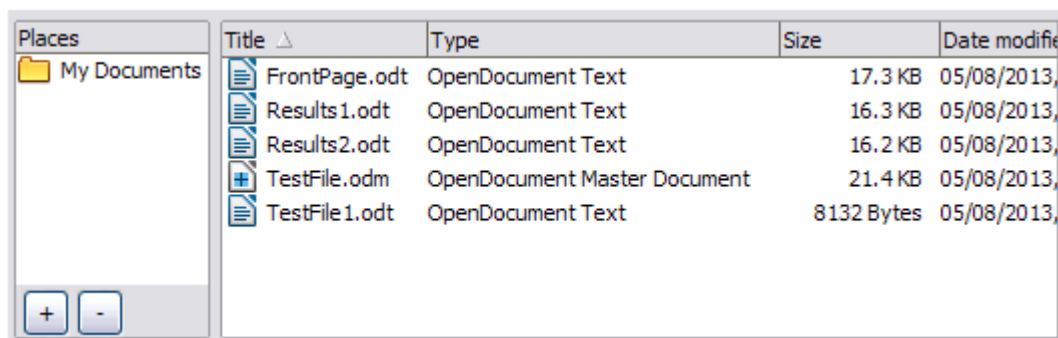 Places
My Documents
+ -
Title Type Size Date modifie
FrontPage.odt OpenDocument Text 17.3 KB 05/08/2013,
Results1.odt OpenDocument Text 16.3 KB 05/08/2013,
Results2.odt OpenDocument Text 16.2 KB 05/08/2013,
TestFile.odm OpenDocument Master Document 21.4 KB 05/08/2013,
TestFile1.odt OpenDocument Text 8132 Bytes 05/08/2013,